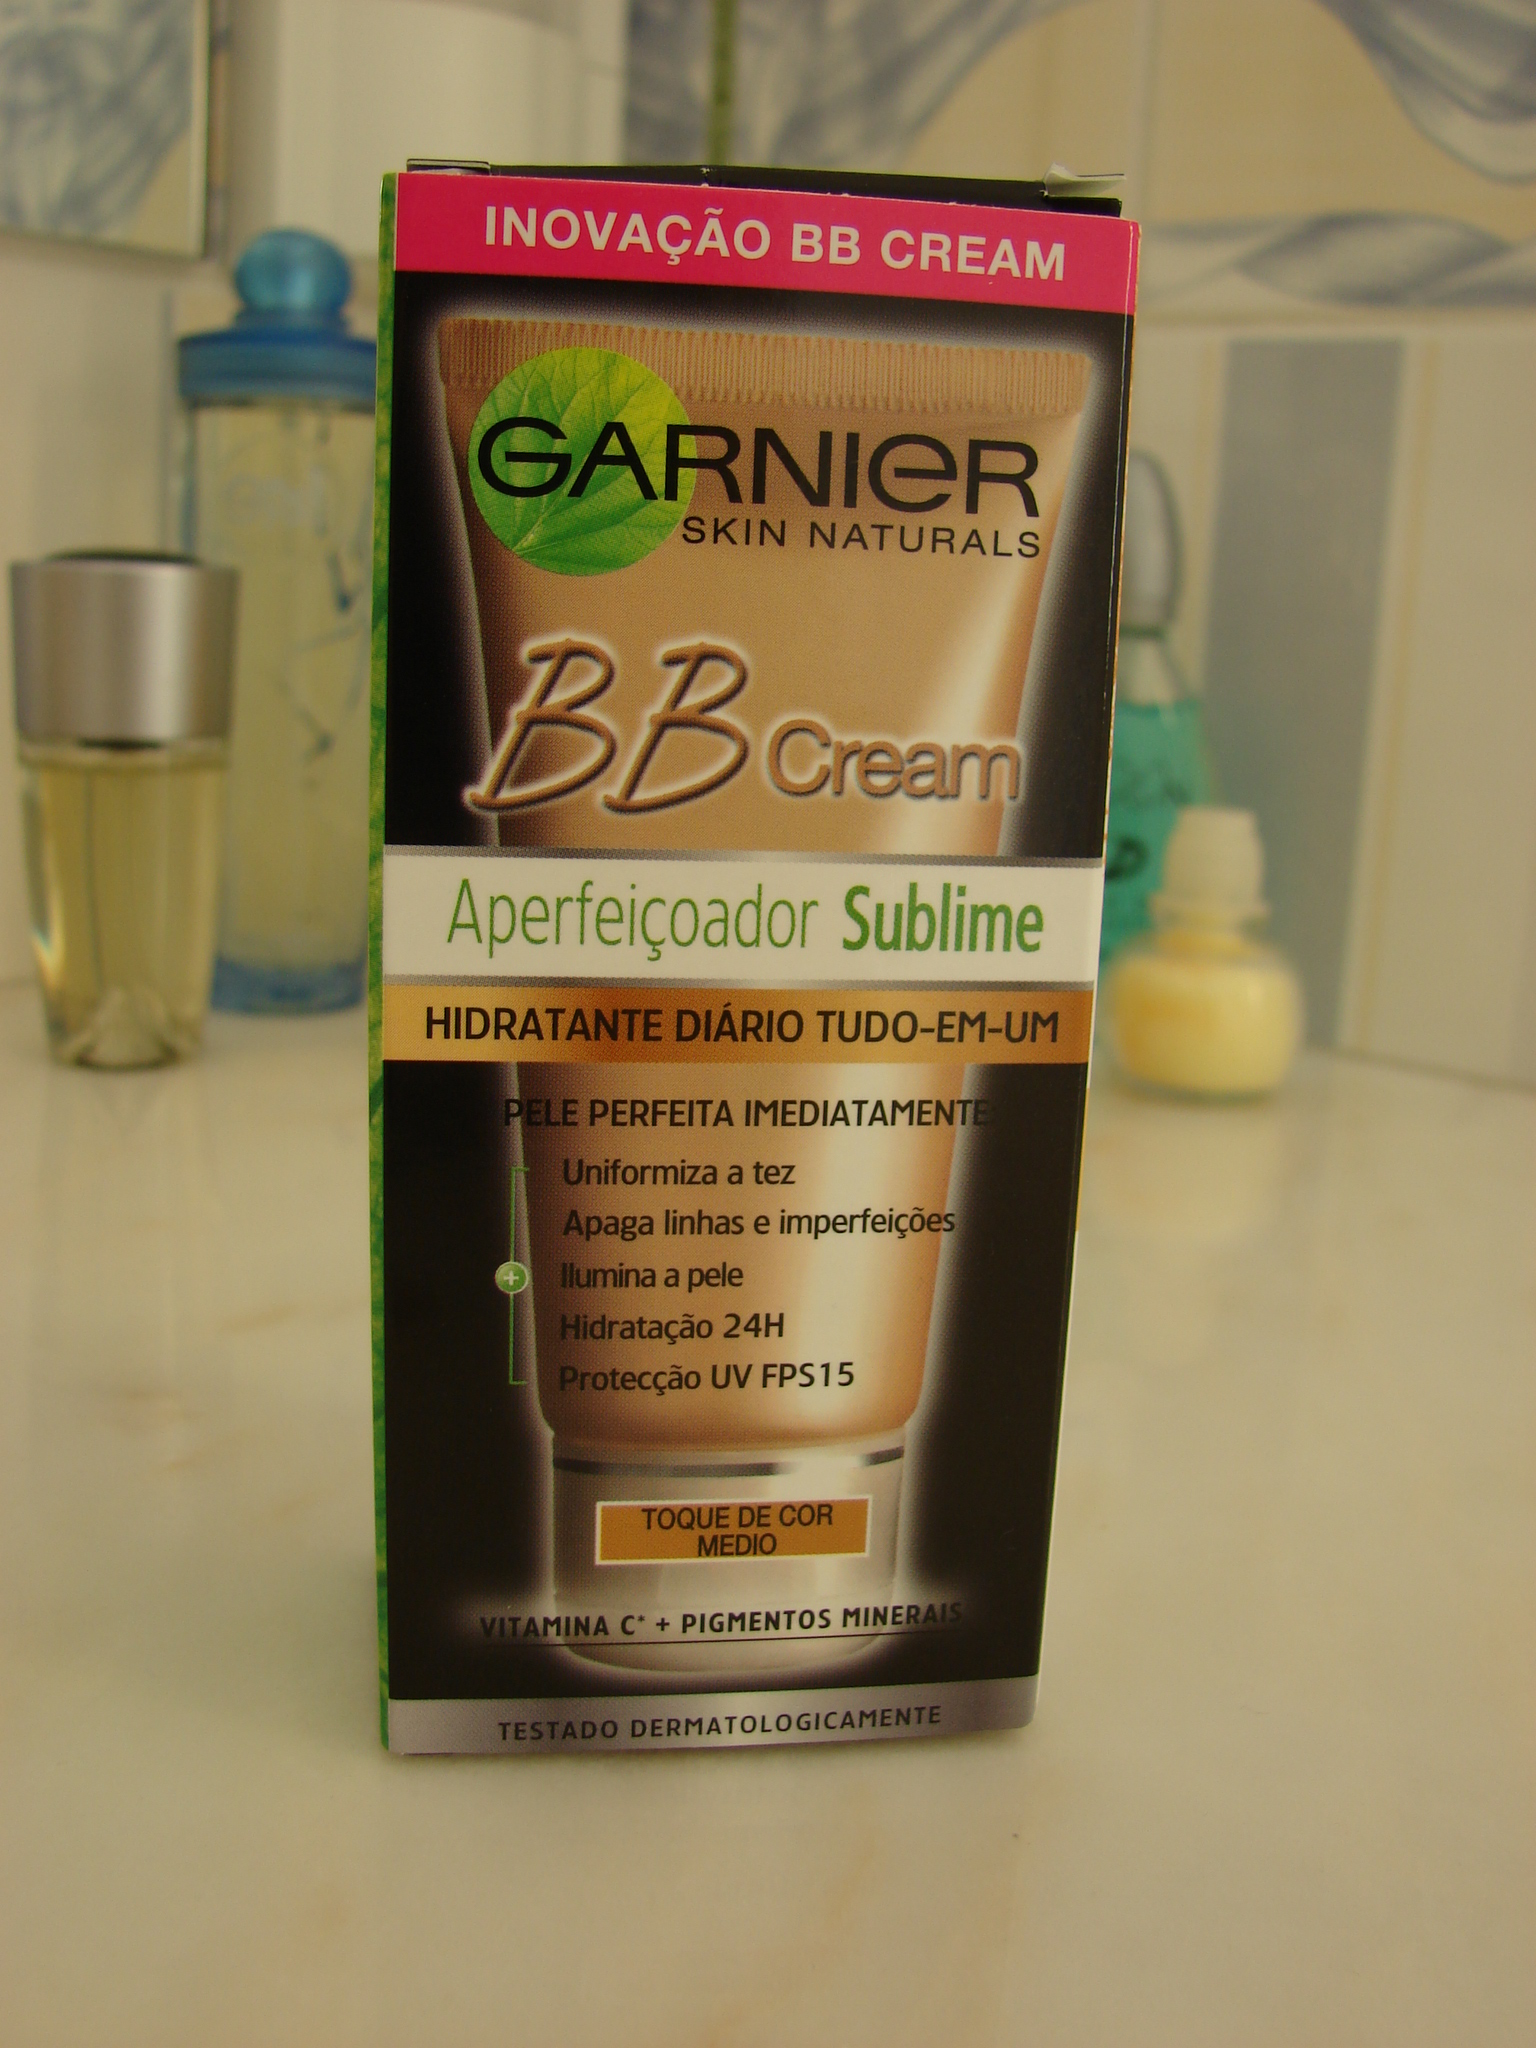 INOVAÇÃO BB CREAM
GARNIER
SKIN NATURALS
BB Cream
Aperfeiçoador Sublime
HIDRATANTE DIÁRIO TUDO-EM-UM
PELE PERFEITA IMEDIATAMENTE:
Uniformiza a tez
Apaga linhas e imperfeições
Ilumina a pele
Hidratação 24H
Protecção UV FPS15
TOQUE DE COR
MEDIO
VITAMINA C* + PIGMENTOS MINERAIS
TESTADO DERMATOLOGICAMENTE